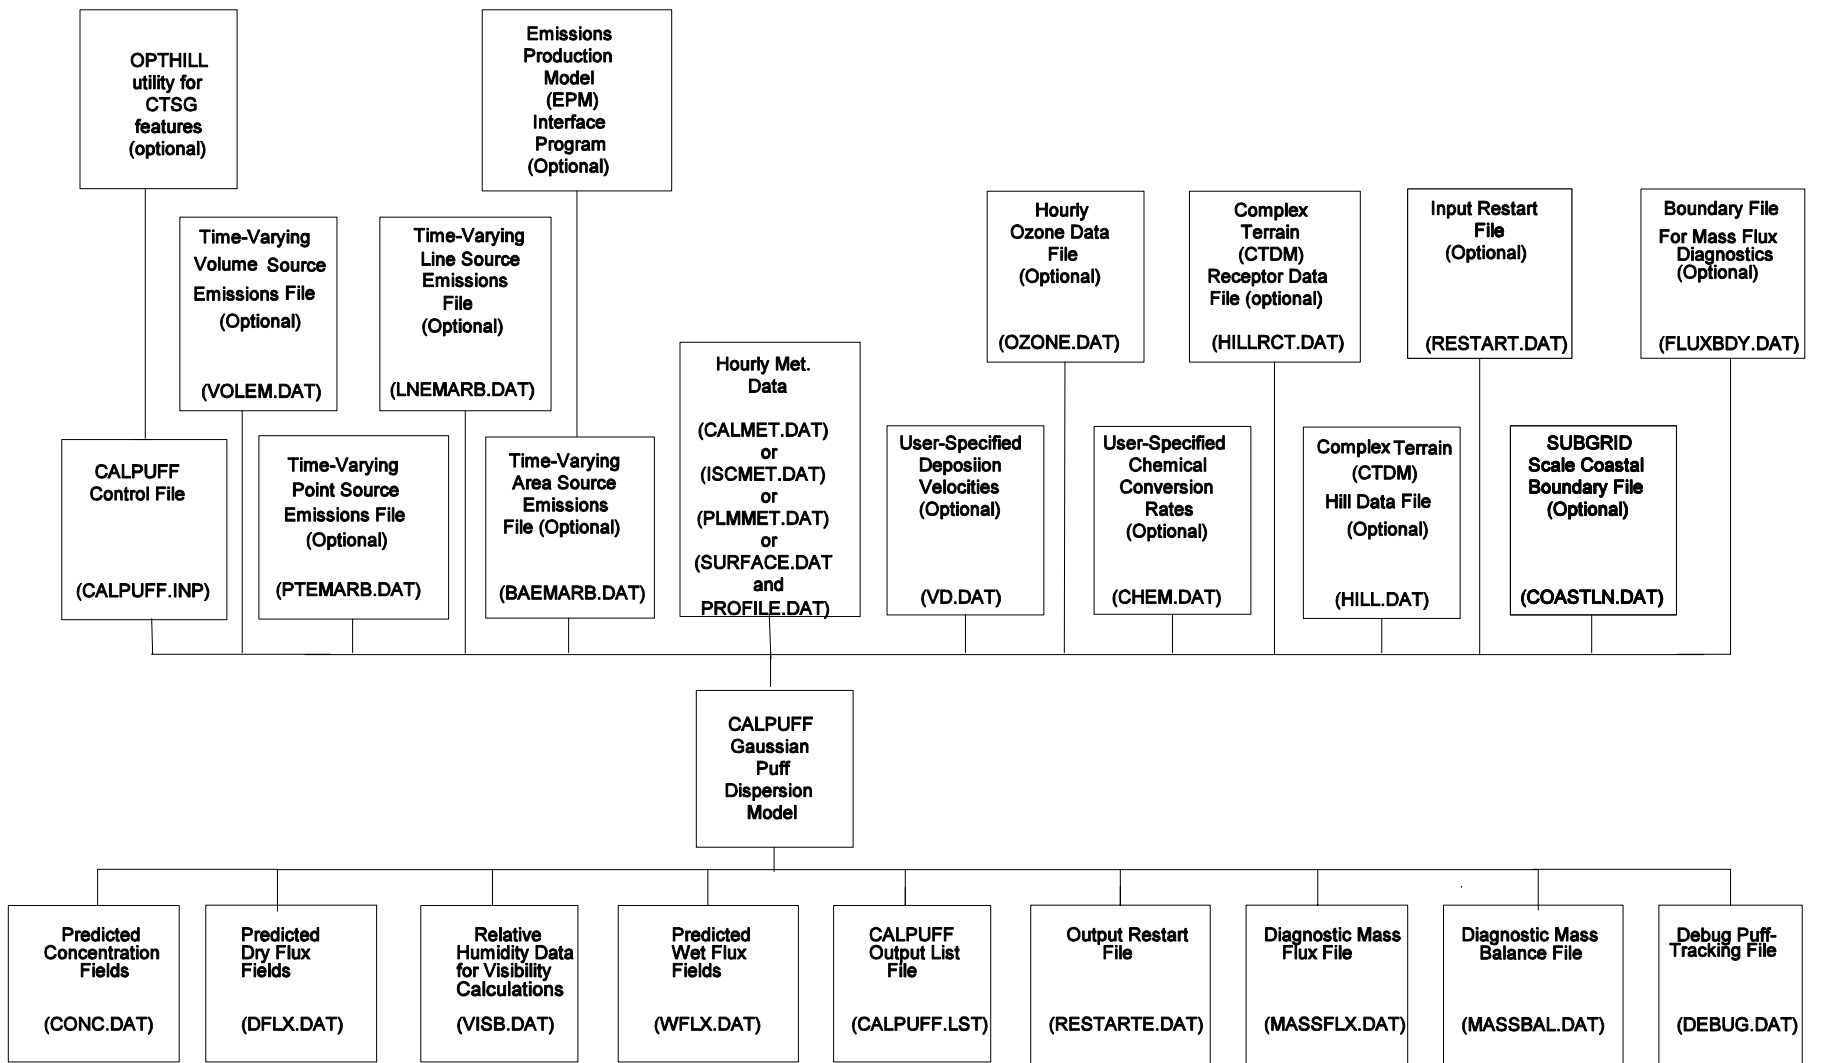 OPTHILL
utility for
CTSG
features
(optional)
Emissions
Production
Model
(EPM)
Interface
Program
(Optional)
Time-Varying
Volume Source
Emissions File
(Optional)
(VOLEM.DAT)
Time-Varying
Line Source
Emissions
File
(Optional)
(LNEMARB.DAT)
Hourly
Ozone Data
File
(Optional)
(OZONE.DAT)
Complex
Terrain
(CTDM)
Receptor Data
File (optional)
(HILLRCT.DAT)
Input Restart
File
(Optional)
(RESTART.DAT)
Boundary File
For Mass Flux
Diagnostics
(Optional)
(FLUXBDY.DAT)
CALPUFF
Control File
(CALPUFF.INP)
Time-Varying
Point Source
Emissions File
(Optional)
(PTEMARB.DAT)
Time-Varying
Area Source
Emissions
File (Optional)
(BAEMARB.DAT)
Hourly Met.
Data
(CALMET.DAT)
or
(ISCMET.DAT)
or
(PLMMET.DAT)
or
(SURFACE.DAT
and
PROFILE.DAT)
User-Specified
Deposiion
Velocities
(Optional)
(VD.DAT)
User-Specified
Chemical
Conversion
Rates
(Optional)
(CHEM.DAT)
Complex Terrain
(CTDM)
Hill Data File
(Optional)
(HILL.DAT)
SUBGRID
Scale Coastal
Boundary File
(Optional)
(COASTLN.DAT)
CALPUFF
Gaussian
Puff
Dispersion
Model
Predicted
Concentration
Fields
(CONC.DAT)
Predicted
Dry Flux
Fields
(DFLX.DAT)
Relative
Humidity Data
for Visibility
Calculations
(VISB.DAT)
Predicted
Wet Flux
Fields
(WFLX.DAT)
CALPUFF
Output List
File
(CALPUFF.LST)
Output Restart
File
(RESTARTE.DAT)
Diagnostic Mass
Flux File
(MASSFLX.DAT)
Diagnostic Mass
Balance File
(MASSBAL.DAT)
Debug Puff-
Tracking File
(DEBUG.DAT)